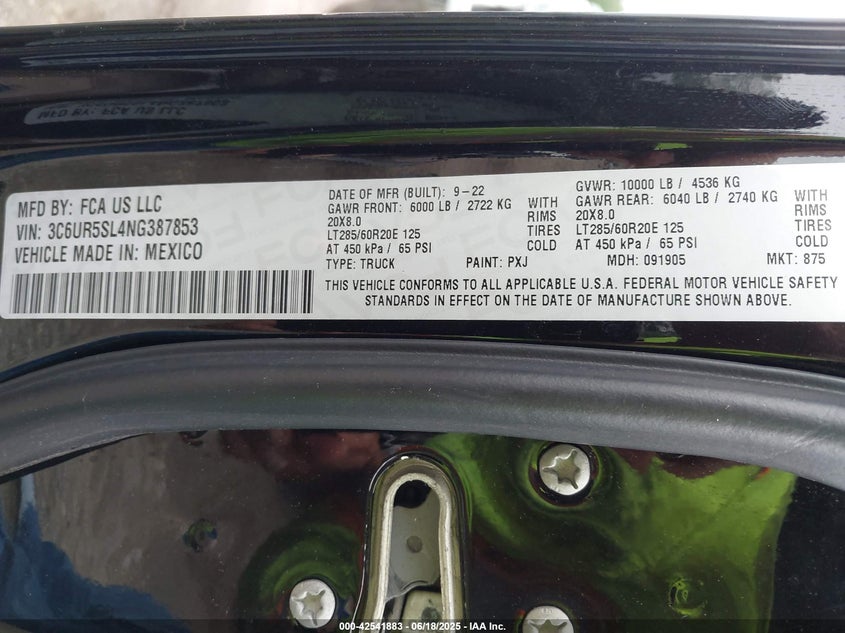 MFD BY: FCA US LLC
VIN: 3C6UR5SL4NG387853
VEHICLE MADE IN: MEXICO
DATE OF MFR (BUILT): 9-22
GAWR FRONT: 6000 LB / 2722 KG WITH
20X8.0 RIMS
LT285/60R20E 125 TIRES
AT 450 kPa / 65 PSI COLD
GVWR: 10000 LB / 4536 KG
GAWR REAR: 6040 LB / 2740 KG WITH
20X8.0 RIMS
LT285/60R20E 125 TIRES
AT 450 kPa / 65 PSI COLD
TYPE: TRUCK PAINT: PXJ MDH: 091905 MKT: 875
THIS VEHICLE CONFORMS TO ALL APPLICABLE U.S.A. FEDERAL MOTOR VEHICLE SAFETY
STANDARDS IN EFFECT ON THE DATE OF MANUFACTURE SHOWN ABOVE.
000-42541883 - 06/18/2025 - IAA Inc.